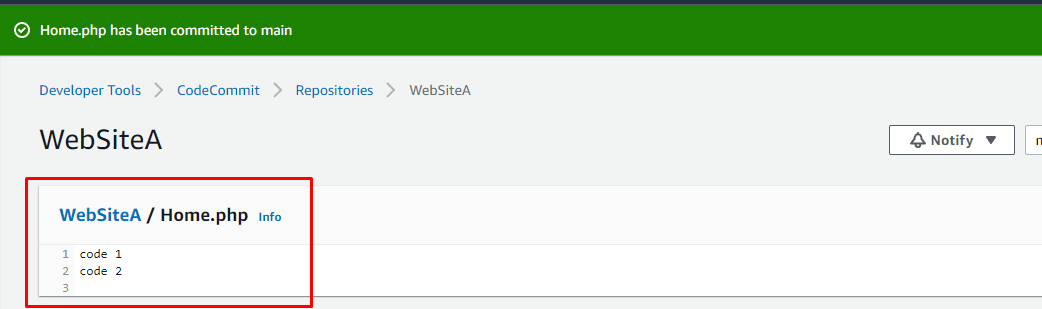 Home.php has been committed to main
Developer Tools > CodeCommit > Repositories > WebSiteA
WebSiteA
Notify
WebSiteA / Home.php Info
1 code 1
2 code 2
3